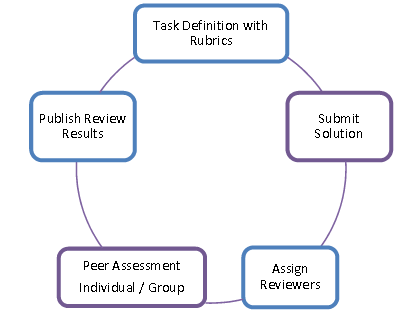 Task Definition with
Rubrics
Submit
Solution
Assign
Reviewers
Peer Assessment
Individual / Group
Publish Review
Results